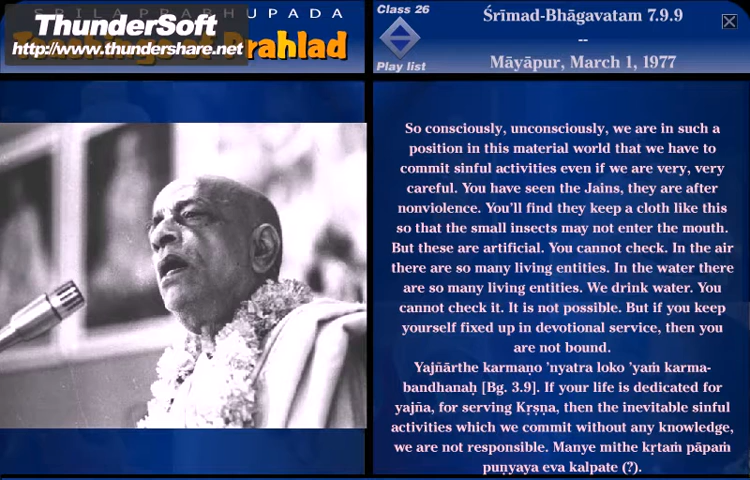 SRILA PRABHUPADA
ThunderSoft
http://www.thundershare.net
Prahlad
Class 26
Play list
Śrīmad-Bhāgavatam 7.9.9
--
Māyāpur, March 1, 1977
So consciously, unconsciously, we are in such a
position in this material world that we have to
commit sinful activities even if we are very, very
careful. You have seen the Jains, they are after
nonviolence. You'll find they keep a cloth like this
so that the small insects may not enter the mouth.
But these are artificial. You cannot check. In the air
there are so many living entities. In the water there
are so many living entities. We drink water. You
cannot check it. It is not possible. But if you keep
yourself fixed up in devotional service, then you
are not bound.
Yajñārthe karmaṇo 'nyatra loko 'yaṁ karma-
bandhanaḥ [Bg. 3.9]. If your life is dedicated for
yajña, for serving Kṛṣṇa, then the inevitable sinful
activities which we commit without any knowledge,
we are not responsible. Manye mithe kṛtaṁ pāpaṁ
puṇyaya eva kalpate (?).